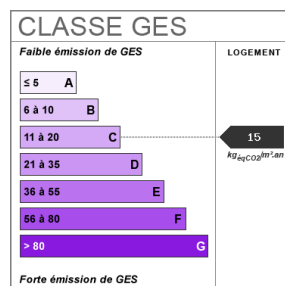 CLASSE GES
Faible émission de GES
LOGEMENT
≤ 5 A
6 à 10 B
11 à 20 C
15
kgéqCO2/m².an
21 à 35 D
36 à 55 E
56 à 80 F
> 80 G
Forte émission de GES